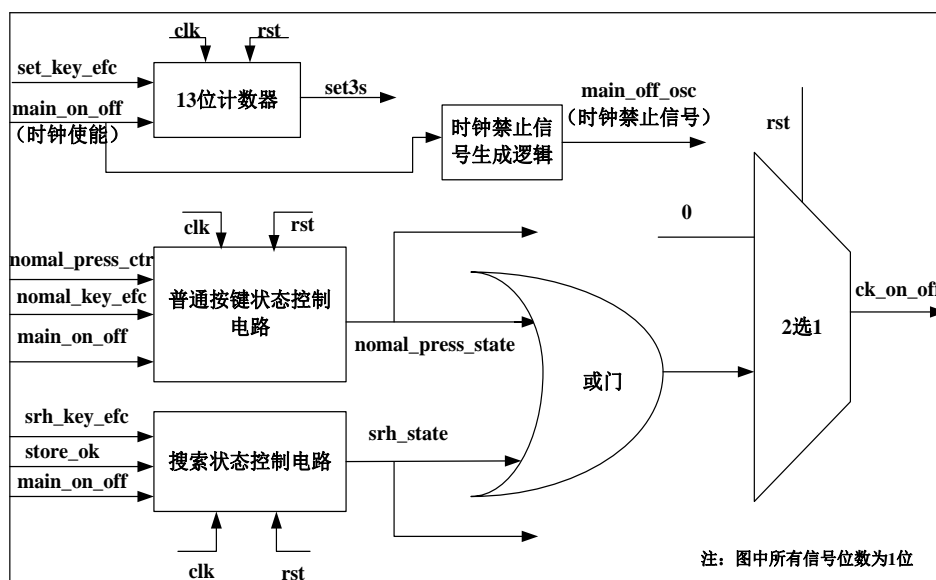 clk
rst
set_key_efc
13位计数器
set3s
main_on_off
（时钟使能）
时钟禁止信
号生成逻辑
main_off_osc
（时钟禁止信号）
rst
0
clk
rst
nomal_press_ctr
nomal_key_efc
main_on_off
普通按键状态控制
电路
nomal_press_state
或门
2选1
ck_on_off
srh_key_efc
store_ok
main_on_off
搜索状态控制电路
srh_state
clk
rst
注：图中所有信号位数为1位